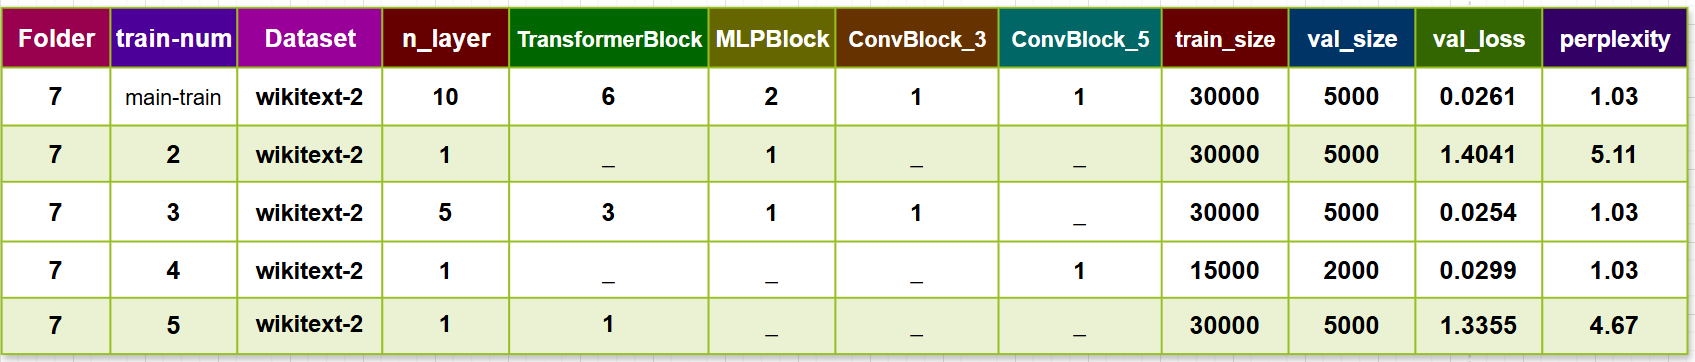 Folder train-num Dataset n_layer TransformerBlock MLPBlock ConvBlock_3 ConvBlock_5 train_size val_size val_loss perplexity
7 main-train wikitext-2 10 6 2 1 1 30000 5000 0.0261 1.03
7 2 wikitext-2 1 _ 1 _ _ 30000 5000 1.4041 5.11
7 3 wikitext-2 5 3 1 1 _ 30000 5000 0.0254 1.03
7 4 wikitext-2 1 _ _ _ 1 15000 2000 0.0299 1.03
7 5 wikitext-2 1 1 _ _ _ 30000 5000 1.3355 4.67